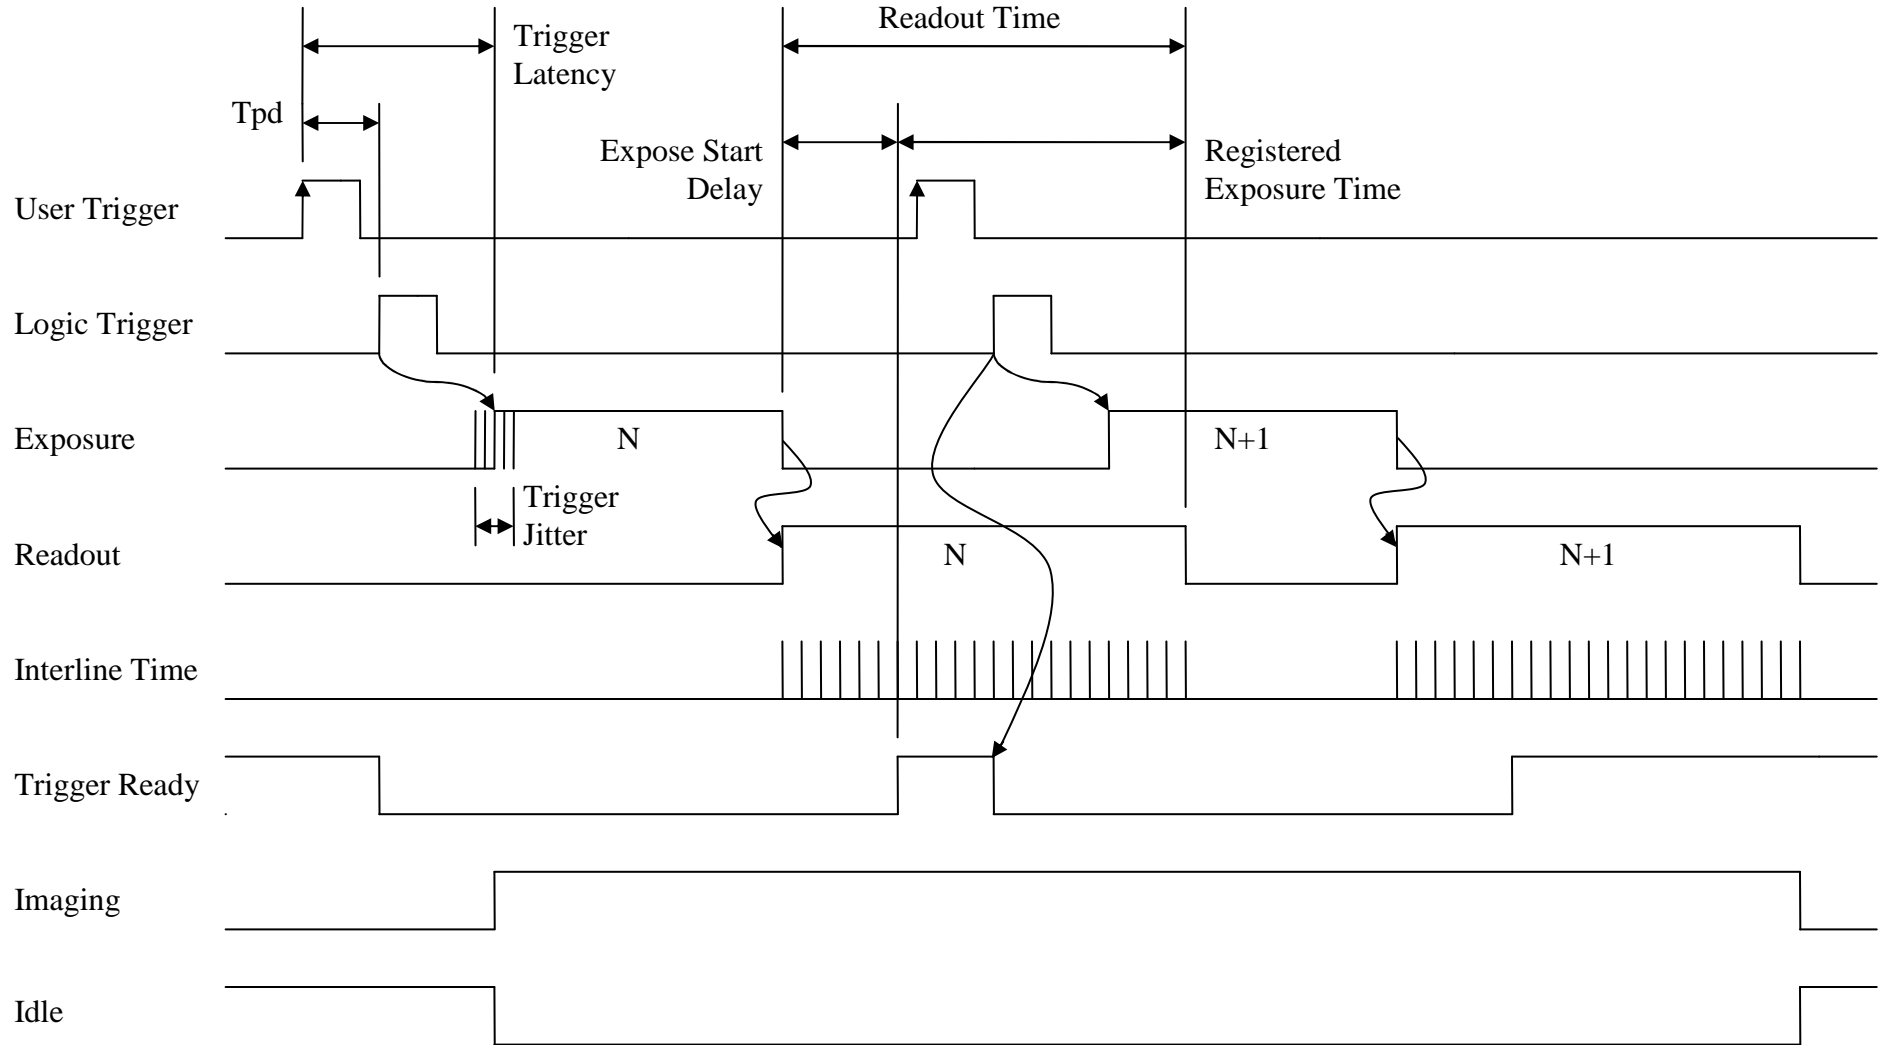 Readout Time
Trigger
Latency
Tpd
Expose Start
Delay
Registered
Exposure Time
User Trigger
Logic Trigger
Exposure
N
N+1
Trigger
Jitter
Readout
N
N+1
Interline Time
Trigger Ready
Imaging
Idle